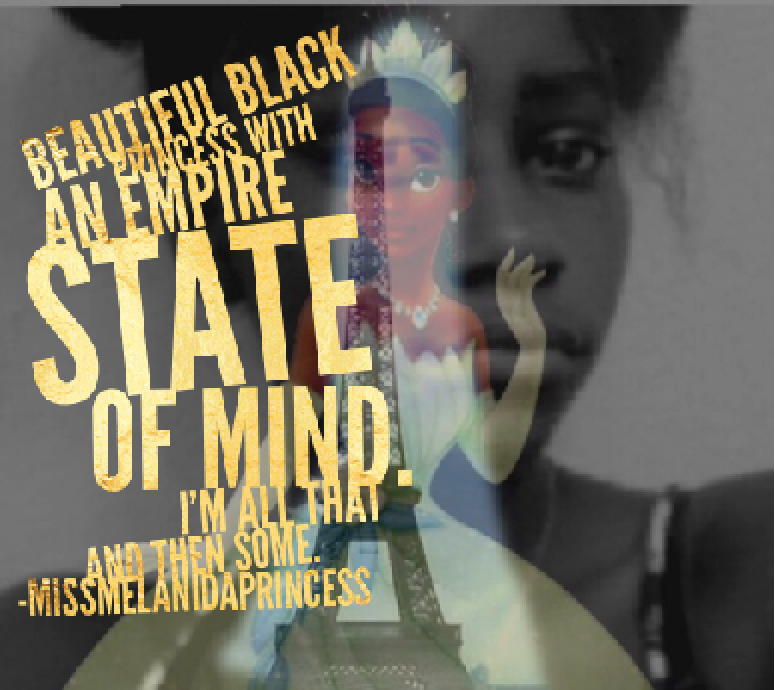 BEAUTIFUL BLACK
PRINCESS WITH
AN EMPIRE
STATE
OF MIND.
I'M ALL THAT
AND THEN SOME.
-MISSMELANIDAPRINCESS